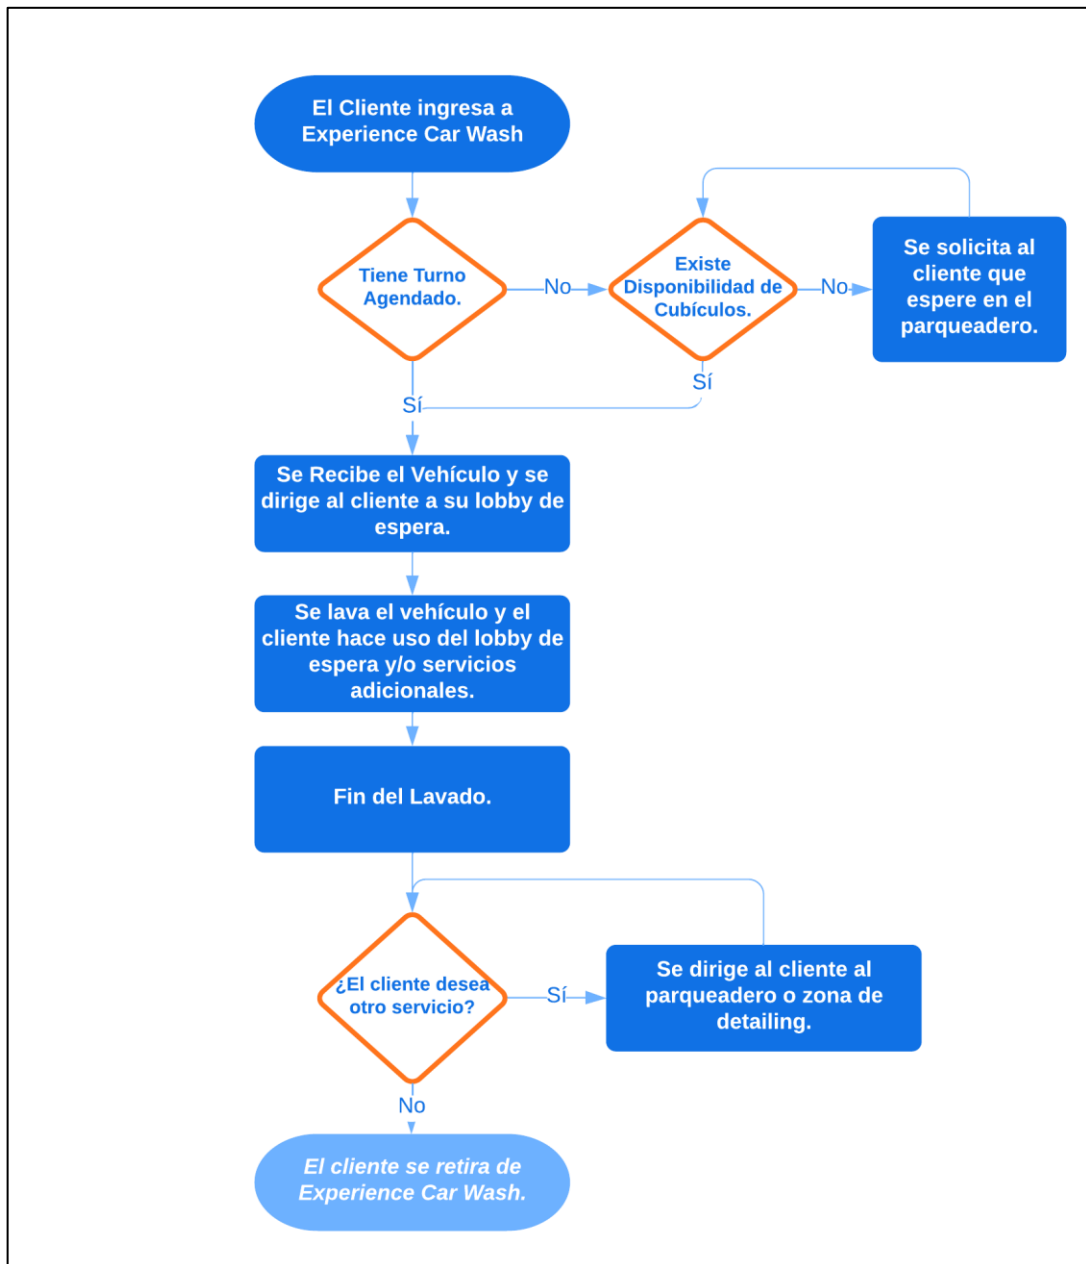 El Cliente ingresa a
Experience Car Wash
Tiene Turno
Agendado.
No
Existe
Disponibilidad de
Cubículos.
No
Se solicita al
cliente que
espere en el
parqueadero.
Sí
Sí
Se Recibe el Vehículo y se
dirige al cliente a su lobby de
espera.
Se lava el vehículo y el
cliente hace uso del lobby de
espera y/o servicios
adicionales.
Fin del Lavado.
¿El cliente desea
otro servicio?
Sí
Se dirige al cliente al
parqueadero o zona de
detailing.
No
El cliente se retira de
Experience Car Wash.